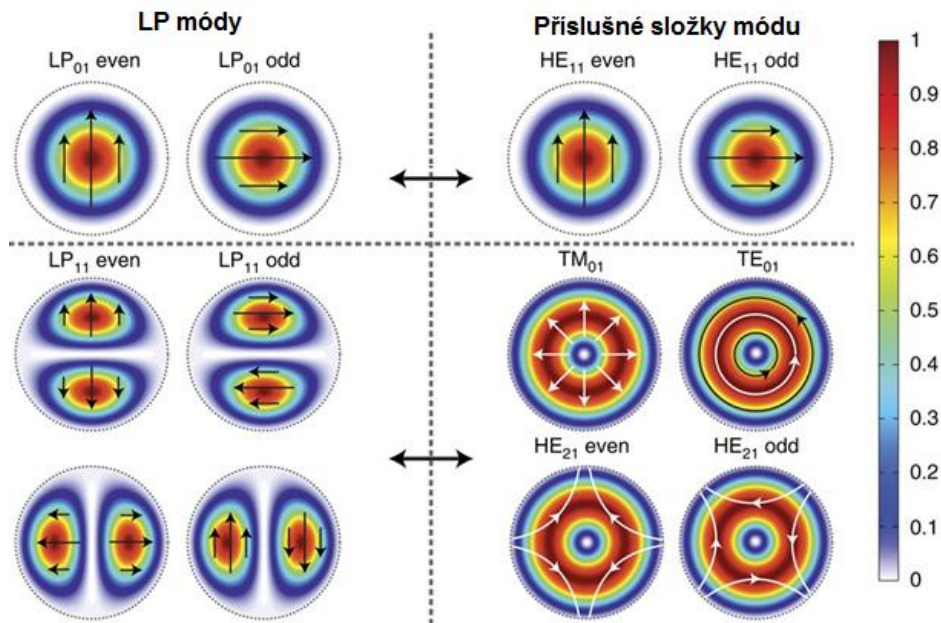 LP módy
Příslušné složky módu
LP01 even
LP01 odd
HE11 even
HE11 odd
LP11 even
LP11 odd
TM01
TE01
HE21 even
HE21 odd
1
0.9
0.8
0.7
0.6
0.5
0.4
0.3
0.2
0.1
0